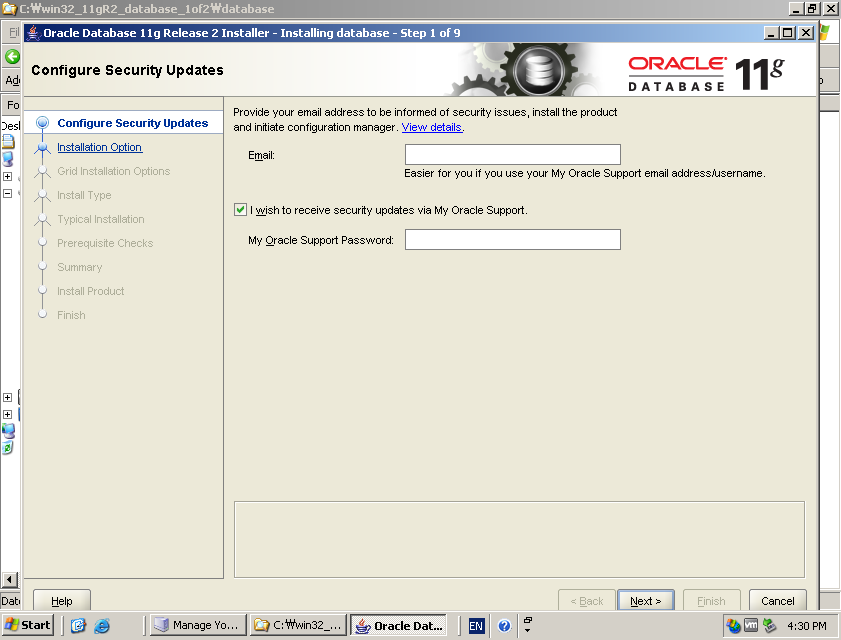 C:₩win32_11gR2_database_1of2₩database
Oracle Database 11g Release 2 Installer - Installing database - Step 1 of 9
Configure Security Updates
ORACLE
DATABASE 11g
Configure Security Updates
Installation Option
Grid Installation Options
Install Type
Typical Installation
Prerequisite Checks
Summary
Install Product
Finish
Provide your email address to be informed of security issues, install the product
and initiate configuration manager. View details.
Email:
Easier for you if you use your My Oracle Support email address/username.
I wish to receive security updates via My Oracle Support.
My Oracle Support Password:
Help
< Back
Next >
Finish
Cancel
Start
Manage Yo...
C:₩win32_...
Oracle Dat...
EN
4:30 PM